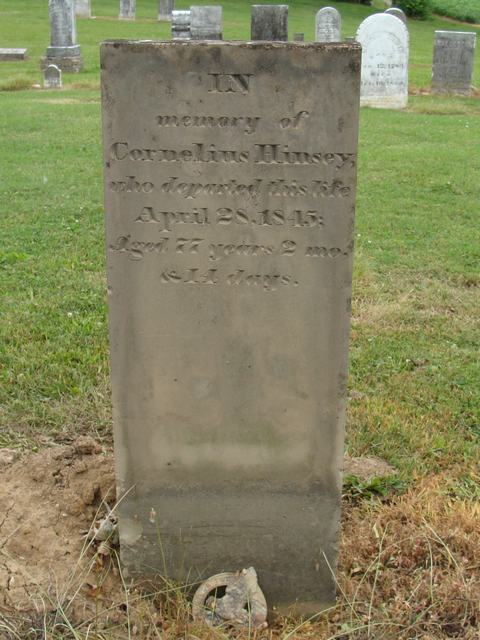 IN
memory of
Cornelius Hinsey,
who departed this life
April 28, 1845;
Aged 77 years 2 mo.
& 14 days.